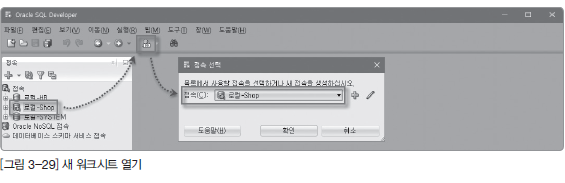 Oracle SQL Developer
파일(F) 편집(E) 보기(V) 이동(N) 실행(R) 팀(M) 도구(T) 창(W) 도움말(H)
접속
접속
로컬-HR
로컬-Shop
로컬-SYSTEM
Oracle NoSQL 접속
데이터베이스 스키마 서비스 접속
접속 선택
목록에서 사용할 접속을 선택하거나 새 접속을 생성하십시오.
접속(C): 로컬-Shop
도움말(H) 확인 취소
[그림 3-29] 새 워크시트 열기